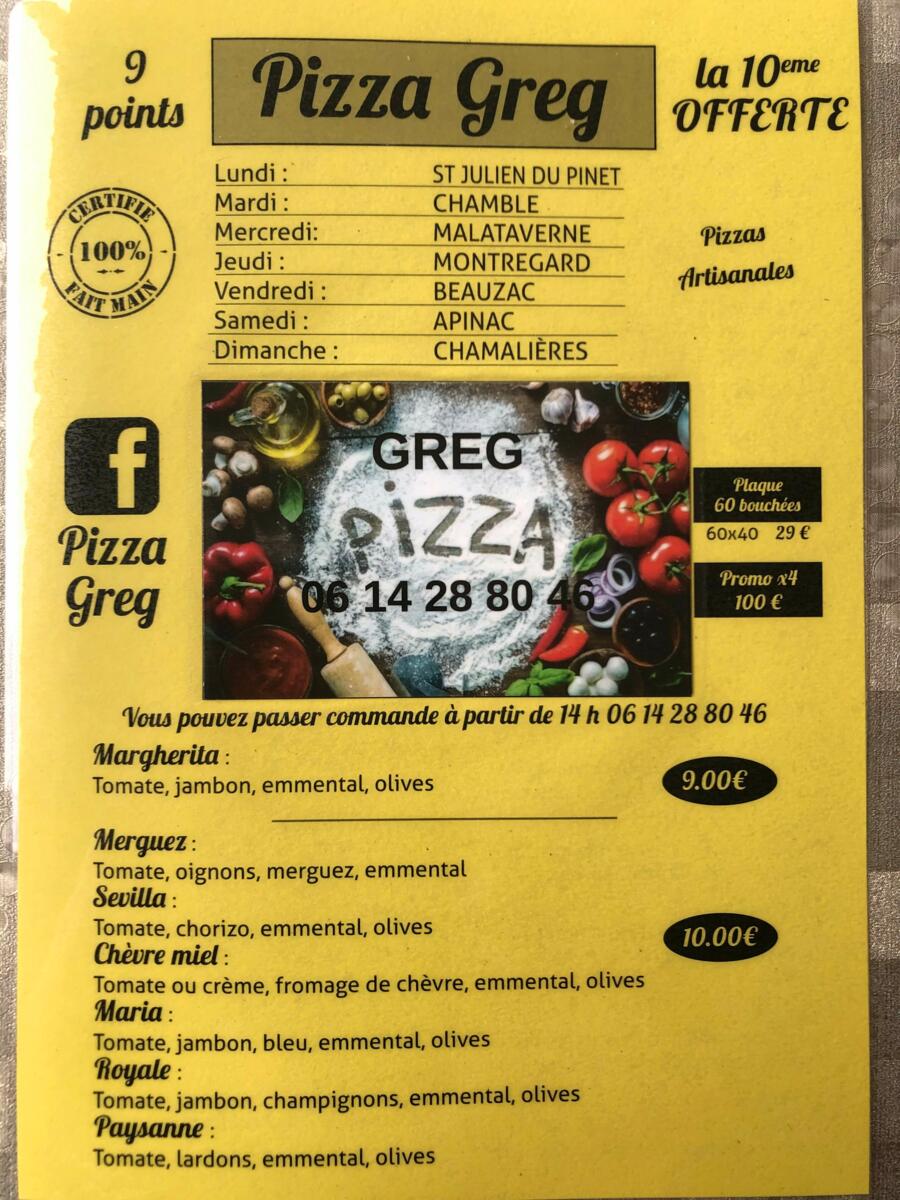 9
points
Pizza Greg
la 10eme
OFFERTE
Lundi : ST JULIEN DU PINET
Mardi : CHAMBLE
Mercredi: MALATAVERNE
Jeudi : MONTREGARD
Vendredi : BEAUZAC
Samedi : APINAC
Dimanche : CHAMALIÈRES
CERTIFIE
100%
FAIT MAIN
Pizzas
Artisanales
f
Pizza
Greg
GREG
PiZZA
06 14 28 80 46
Plaque
60 bouchées
60x40 29 €
Promo x4
100 €
Vous pouvez passer commande à partir de 14 h 06 14 28 80 46
Margherita :
Tomate, jambon, emmental, olives
9.00€
Merguez :
Tomate, oignons, merguez, emmental
Sevilla :
Tomate, chorizo, emmental, olives
10.00€
Chèvre miel :
Tomate ou crème, fromage de chèvre, emmental, olives
Maria :
Tomate, jambon, bleu, emmental, olives
Royale :
Tomate, jambon, champignons, emmental, olives
Paysanne :
Tomate, lardons, emmental, olives